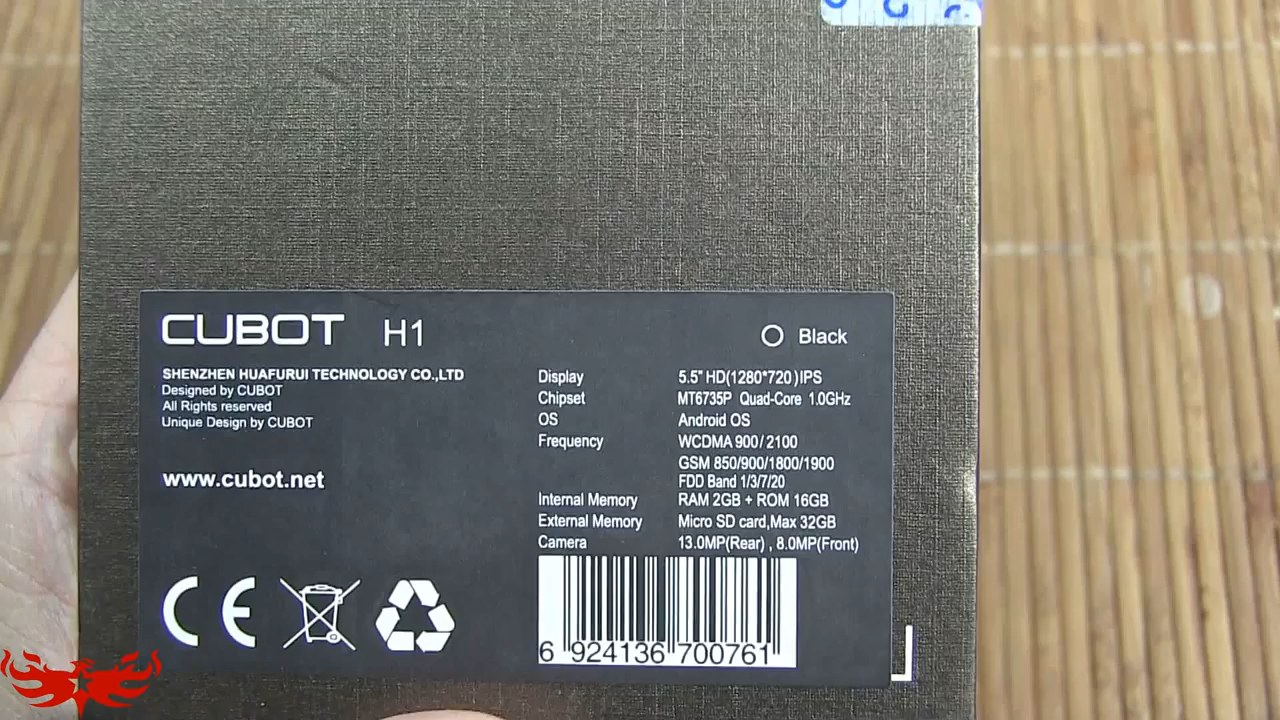 CUBOT H1
Black
SHENZHEN HUAFURUI TECHNOLOGY CO.,LTD
Designed by CUBOT
All Rights reserved
Unique Design by CUBOT
www.cubot.net
Display 5.5" HD(1280*720)IPS
Chipset MT6735P Quad-Core 1.0GHz
OS Android OS
Frequency WCDMA 900/2100
GSM 850/900/1800/1900
FDD Band 1/3/7/20
Internal Memory RAM 2GB + ROM 16GB
External Memory Micro SD card,Max 32GB
Camera 13.0MP(Rear) , 8.0MP(Front)
CE
6 924136 700761